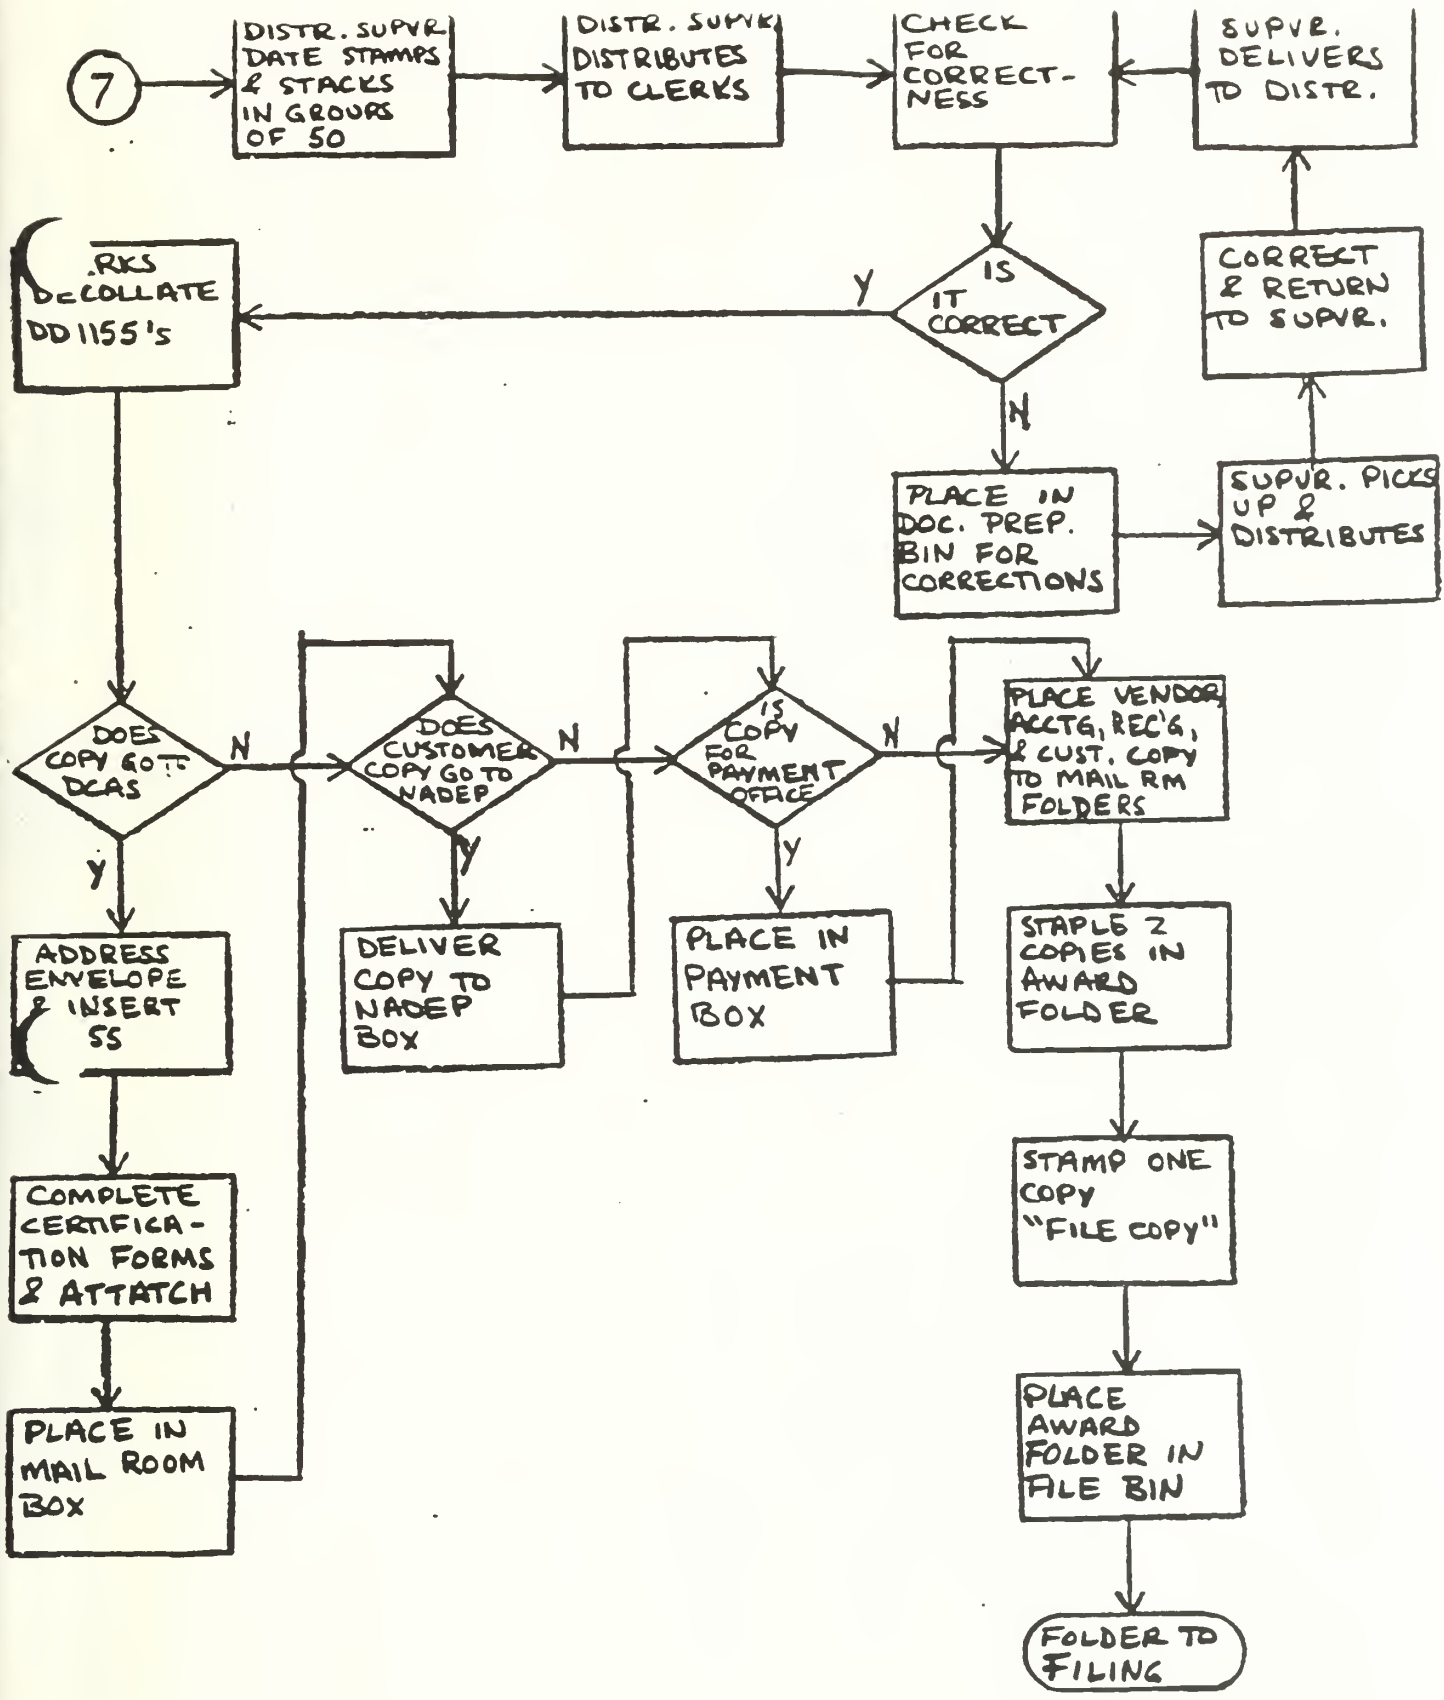 7
DISTR. SUPVR
DATE STAMPS
& STACKS
IN GROUPS
OF 50
DISTR. SUPVR
DISTRIBUTES
TO CLERKS
CHECK
FOR
CORRECT-
NESS
SUPVR.
DELIVERS
TO DISTR.
DECOLLATE
DD1155's
Y
IS
IT
CORRECT
N
CORRECT
& RETURN
TO SUPVR.
PLACE IN
DOC. PREP.
BIN FOR
CORRECTIONS
SUPVR. PICKS
UP &
DISTRIBUTES
DOES
COPY GO TO
DCAS
N
Y
DOES
CUSTOMER
COPY GO TO
NADEP
N
Y
IS
COPY
FOR
PAYMENT
OFFICE
N
Y
PLACE VENDOR,
ACCTG, REC'G,
& CUST. COPY
TO MAIL RM
FOLDERS
ADDRESS
ENVELOPE
& INSERT
55
DELIVER
COPY TO
NADEP
BOX
PLACE IN
PAYMENT
BOX
STAPLE 2
COPIES IN
AWARD
FOLDER
COMPLETE
CERTIFICA-
TION FORMS
& ATTATCH
STAMP ONE
COPY
"FILE COPY"
PLACE IN
MAIL ROOM
BOX
PLACE
AWARD
FOLDER IN
FILE BIN
FOLDER TO
FILING